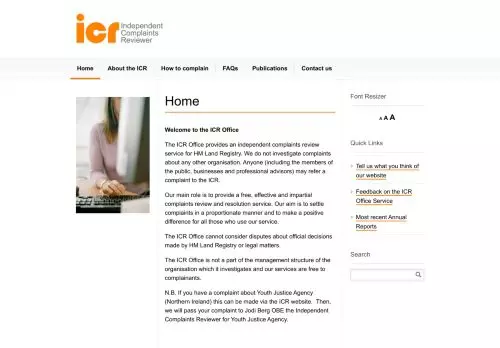 icr Independent
Complaints
Reviewer
Home
About the ICR
How to complain
FAQs
Publications
Contact us
Home
Welcome to the ICR Office
The ICR Office provides an independent complaints review
service for HM Land Registry. We do not investigate complaints
about any other organisation. Anyone (including the members of
the public, businesses and professional advisors) may refer a
complaint to the ICR.
Our main role is to provide a free, effective and impartial
complaints review and resolution service. Our aim is to settle
complaints in a proportionate manner and to make a positive
difference for all those who use our service.
The ICR Office cannot consider disputes about official decisions
made by HM Land Registry or legal matters.
The ICR Office is not a part of the management structure of the
organisation which it investigates and our services are free to
complainants.
N.B. If you have a complaint about Youth Justice Agency
(Northern Ireland) this can be made via the ICR website. Then,
we will pass your complaint to Jodi Berg OBE the Independent
Complaints Reviewer for Youth Justice Agency.
Font Resizer
A A A
Quick Links
Tell us what you think of
our website
Feedback on the ICR
Office Service
Most recent Annual
Reports
Search